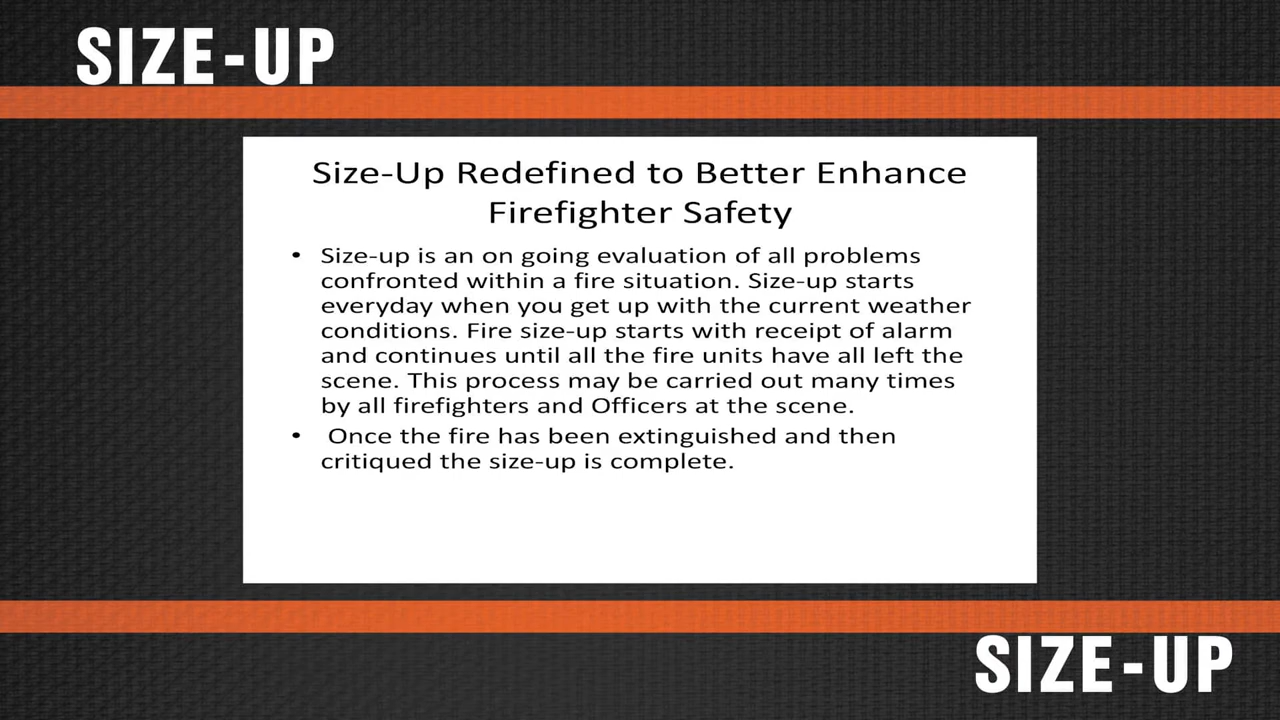 SIZE-UP
Size-Up Redefined to Better Enhance
Firefighter Safety
• Size-up is an on going evaluation of all problems
confronted within a fire situation. Size-up starts
everyday when you get up with the current weather
conditions. Fire size-up starts with receipt of alarm
and continues until all the fire units have all left the
scene. This process may be carried out many times
by all firefighters and Officers at the scene.
• Once the fire has been extinguished and then
critiqued the size-up is complete.
SIZE-UP